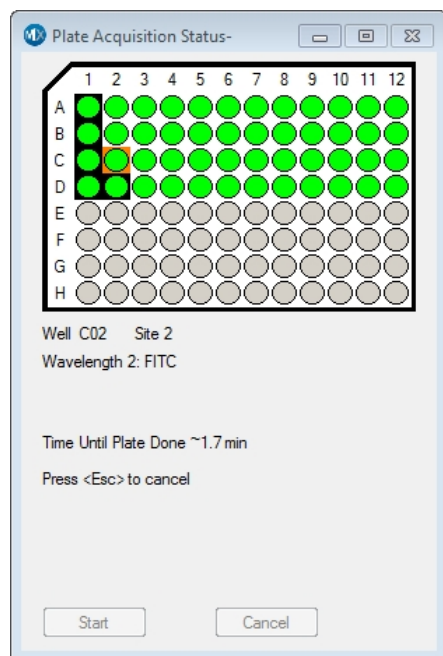 MX Plate Acquisition Status-
1 2 3 4 5 6 7 8 9 10 11 12
A
B
C
D
E
F
G
H
Well C02 Site 2
Wavelength 2: FITC
Time Until Plate Done ~1.7 min
Press <Esc> to cancel
Start Cancel